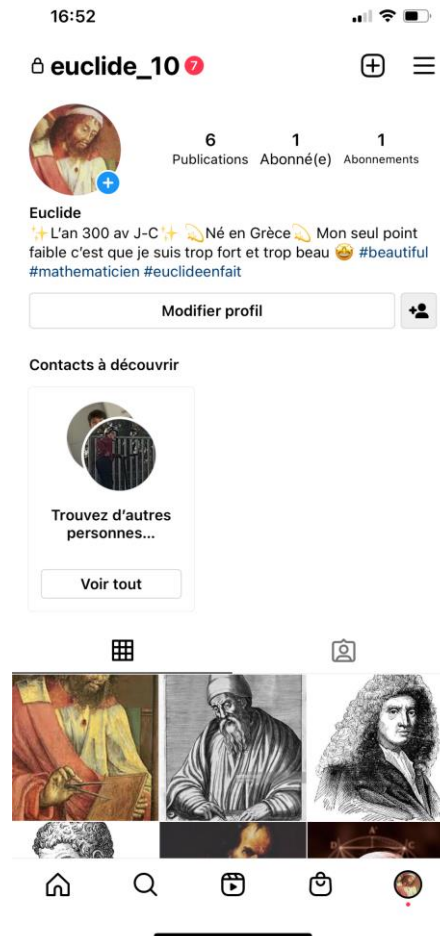 16:52
euclide_10 7
6 1 1
Publications Abonné(e) Abonnements
Euclide
✨L'an 300 av J-C✨ 💫Né en Grèce💫 Mon seul point
faible c'est que je suis trop fort et trop beau 🤩 #beautiful
#mathematicien #euclideenfait
Modifier profil
Contacts à découvrir
Trouvez d'autres
personnes...
Voir tout
A'
D C